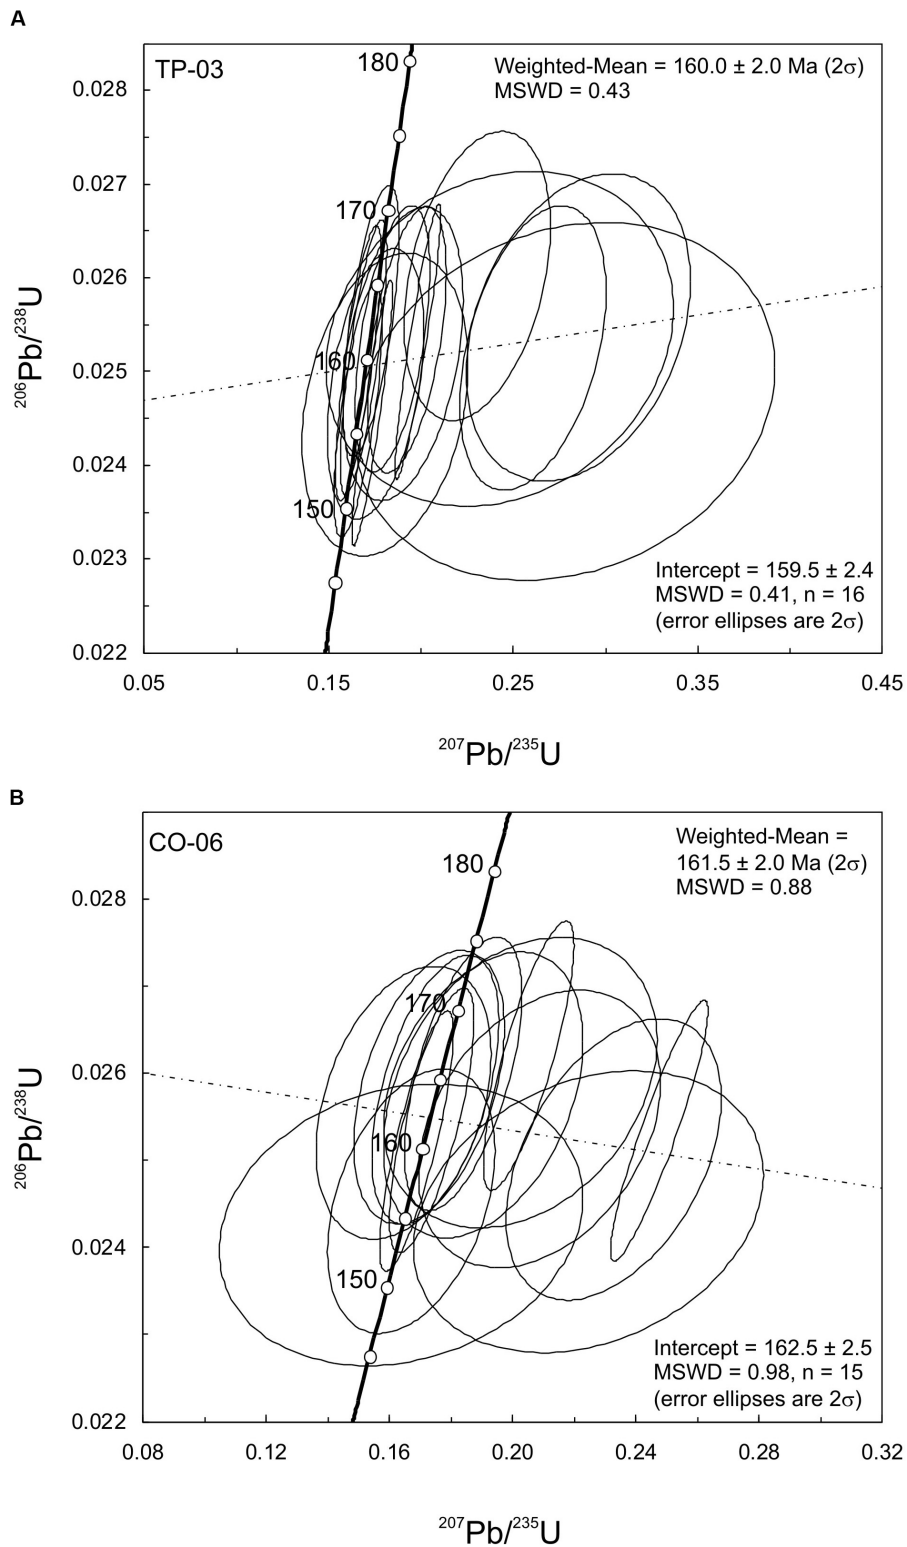 A
TP-03
Weighted-Mean = 160.0 ± 2.0 Ma (2σ)
MSWD = 0.43
180
170
160
150
0.028
0.027
0.026
0.025
0.024
0.023
0.022
²⁰⁶Pb/²³⁸U
Intercept = 159.5 ± 2.4
MSWD = 0.41, n = 16
(error ellipses are 2σ)
0.05 0.15 0.25 0.35 0.45
²⁰⁷Pb/²³⁵U
B
CO-06
Weighted-Mean =
161.5 ± 2.0 Ma (2σ)
MSWD = 0.88
180
170
160
150
0.028
0.026
0.024
0.022
²⁰⁶Pb/²³⁸U
Intercept = 162.5 ± 2.5
MSWD = 0.98, n = 15
(error ellipses are 2σ)
0.08 0.12 0.16 0.20 0.24 0.28 0.32
²⁰⁷Pb/²³⁵U